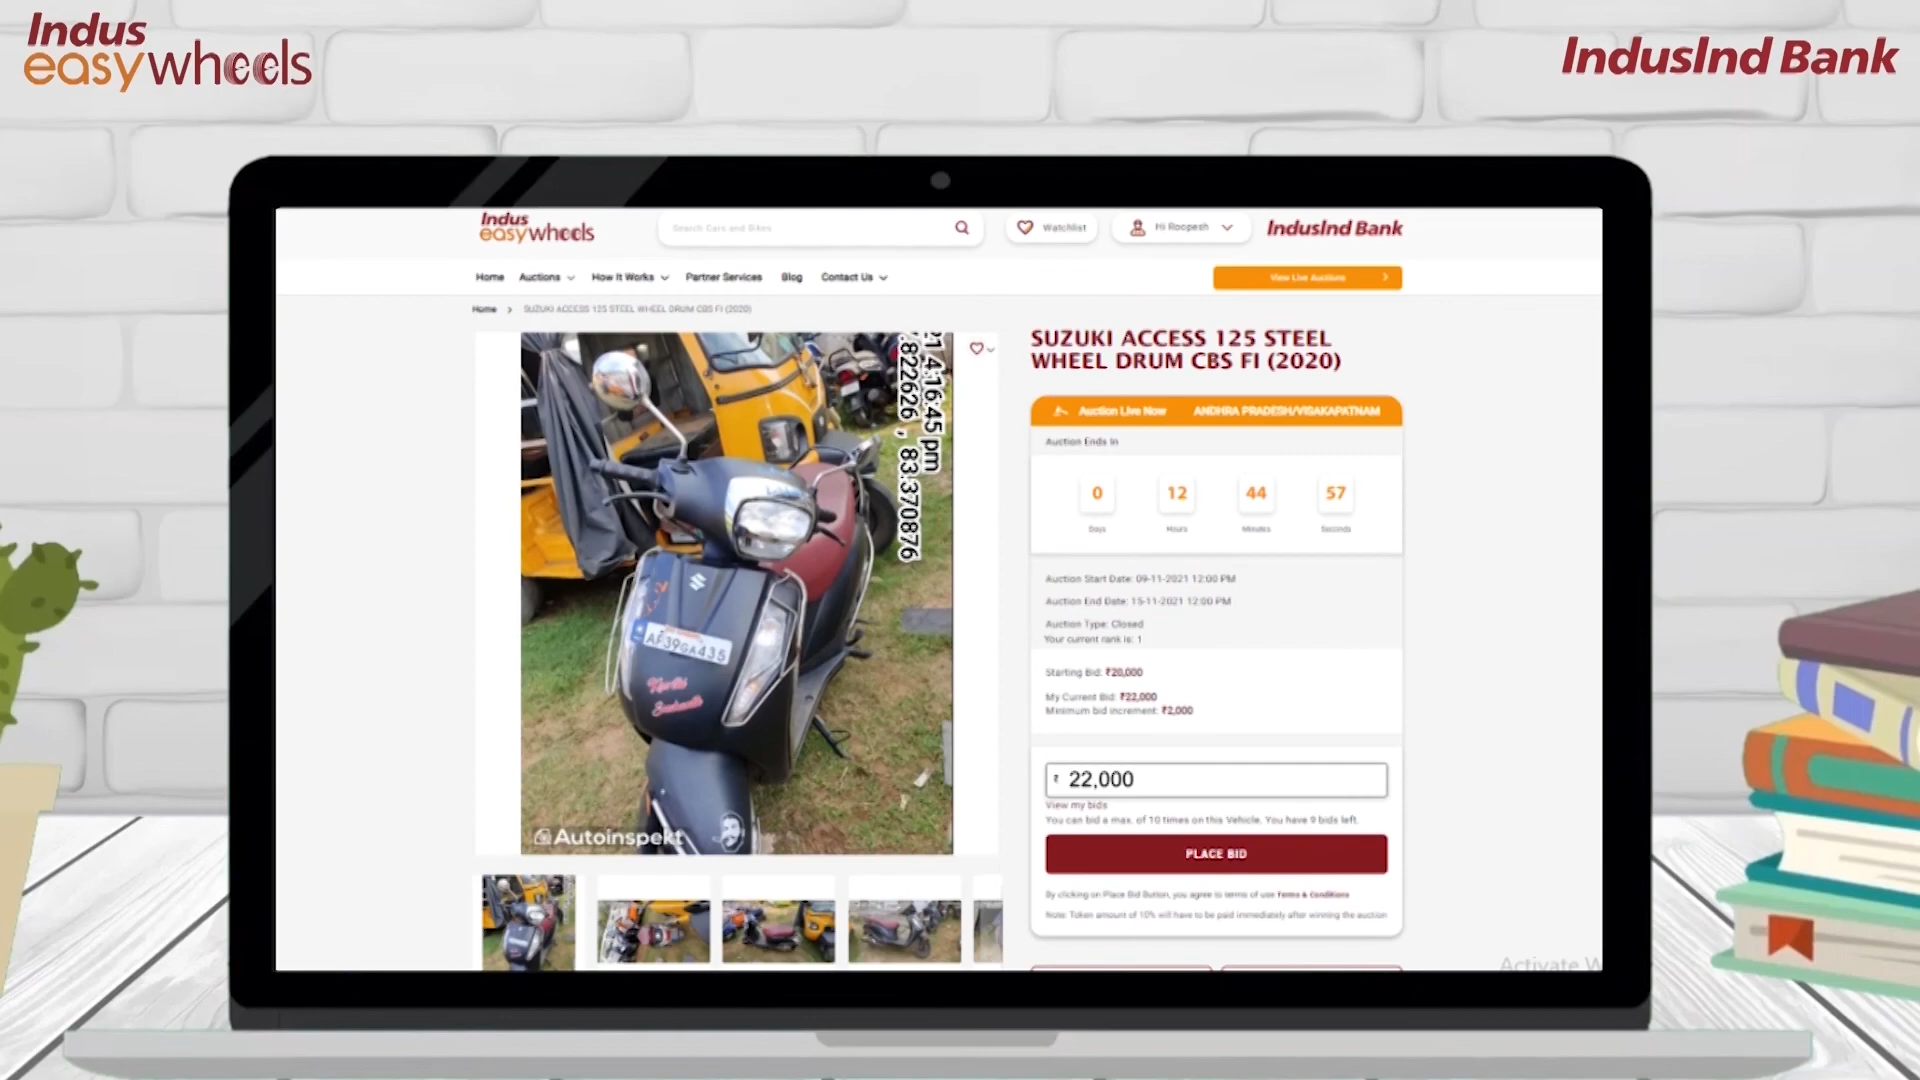 Indus
easywheels
IndusInd Bank
Indus
easywheels
Search Cars and Bikes
Watchlist
Hi Roopesh
IndusInd Bank
Home
Auctions
How It Works
Partner Services
Blog
Contact Us
View Live Auctions
Home > SUZUKI ACCESS 125 STEEL WHEEL DRUM CBS FI (2020)
21 4:16:45 pm
.822626 , 83.370876
AP39GA435
Autoinspekt
SUZUKI ACCESS 125 STEEL
WHEEL DRUM CBS FI (2020)
Auction Live Now
ANDHRA PRADESH/VISAKAPATNAM
Auction Ends In
0 12 44 57
Days Hours Minutes Seconds
Auction Start Date: 09-11-2021 12:00 PM
Auction End Date: 15-11-2021 12:00 PM
Auction Type: Closed
Your current rank is: 1
Starting Bid: ₹20,000
My Current Bid: ₹22,000
Minimum bid increment: ₹2,000
₹ 22,000
View my bids
You can bid a max. of 10 times on this Vehicle. You have 9 bids left.
PLACE BID
By clicking on Place Bid Button, you agree to terms of use Terms & Conditions
Note: Token amount of 10% will have to be paid immediately after winning the auction
Activate W